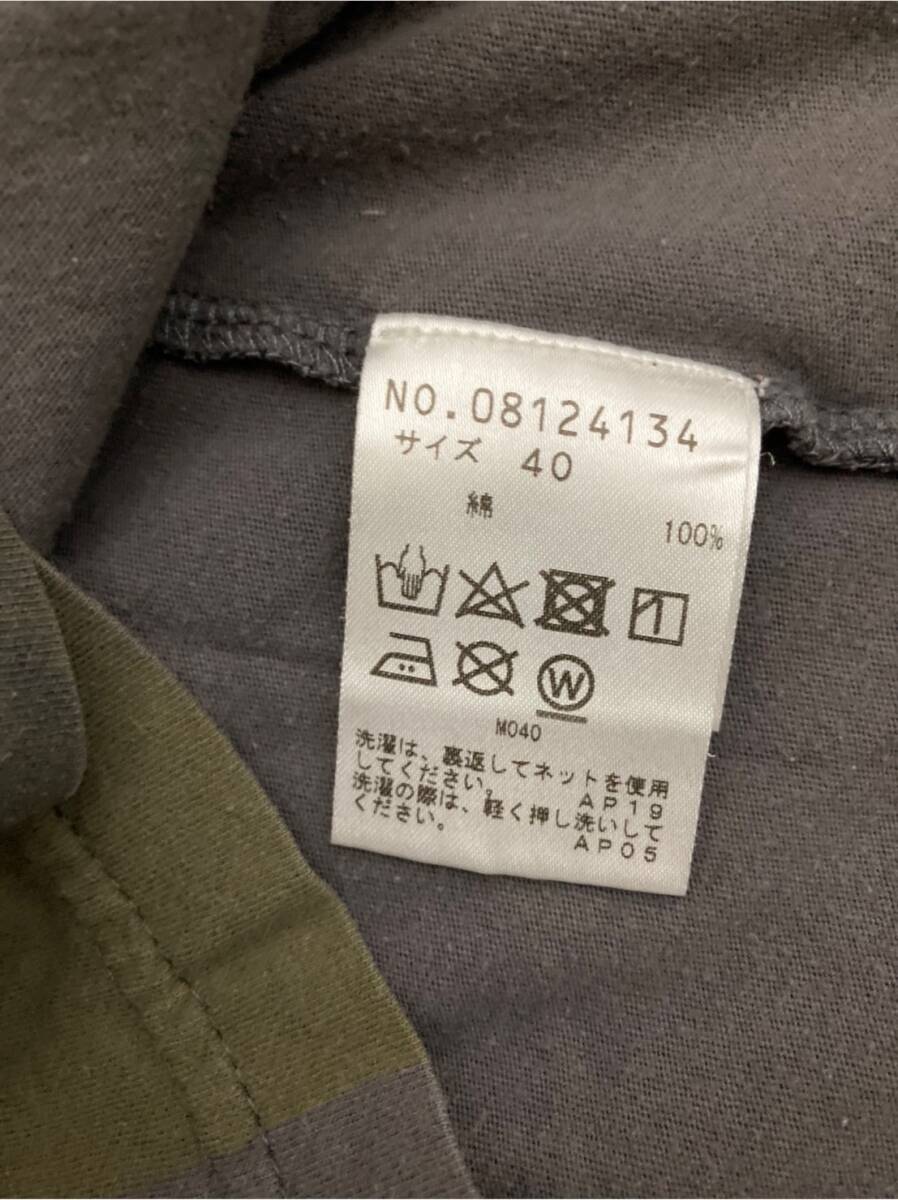 NO.08124134
サイズ 40
綿 100%
W
M040
洗濯は、裏返してネットを使用
してください。 AP19
洗濯の際は、軽く押し洗いして
ください。 AP05